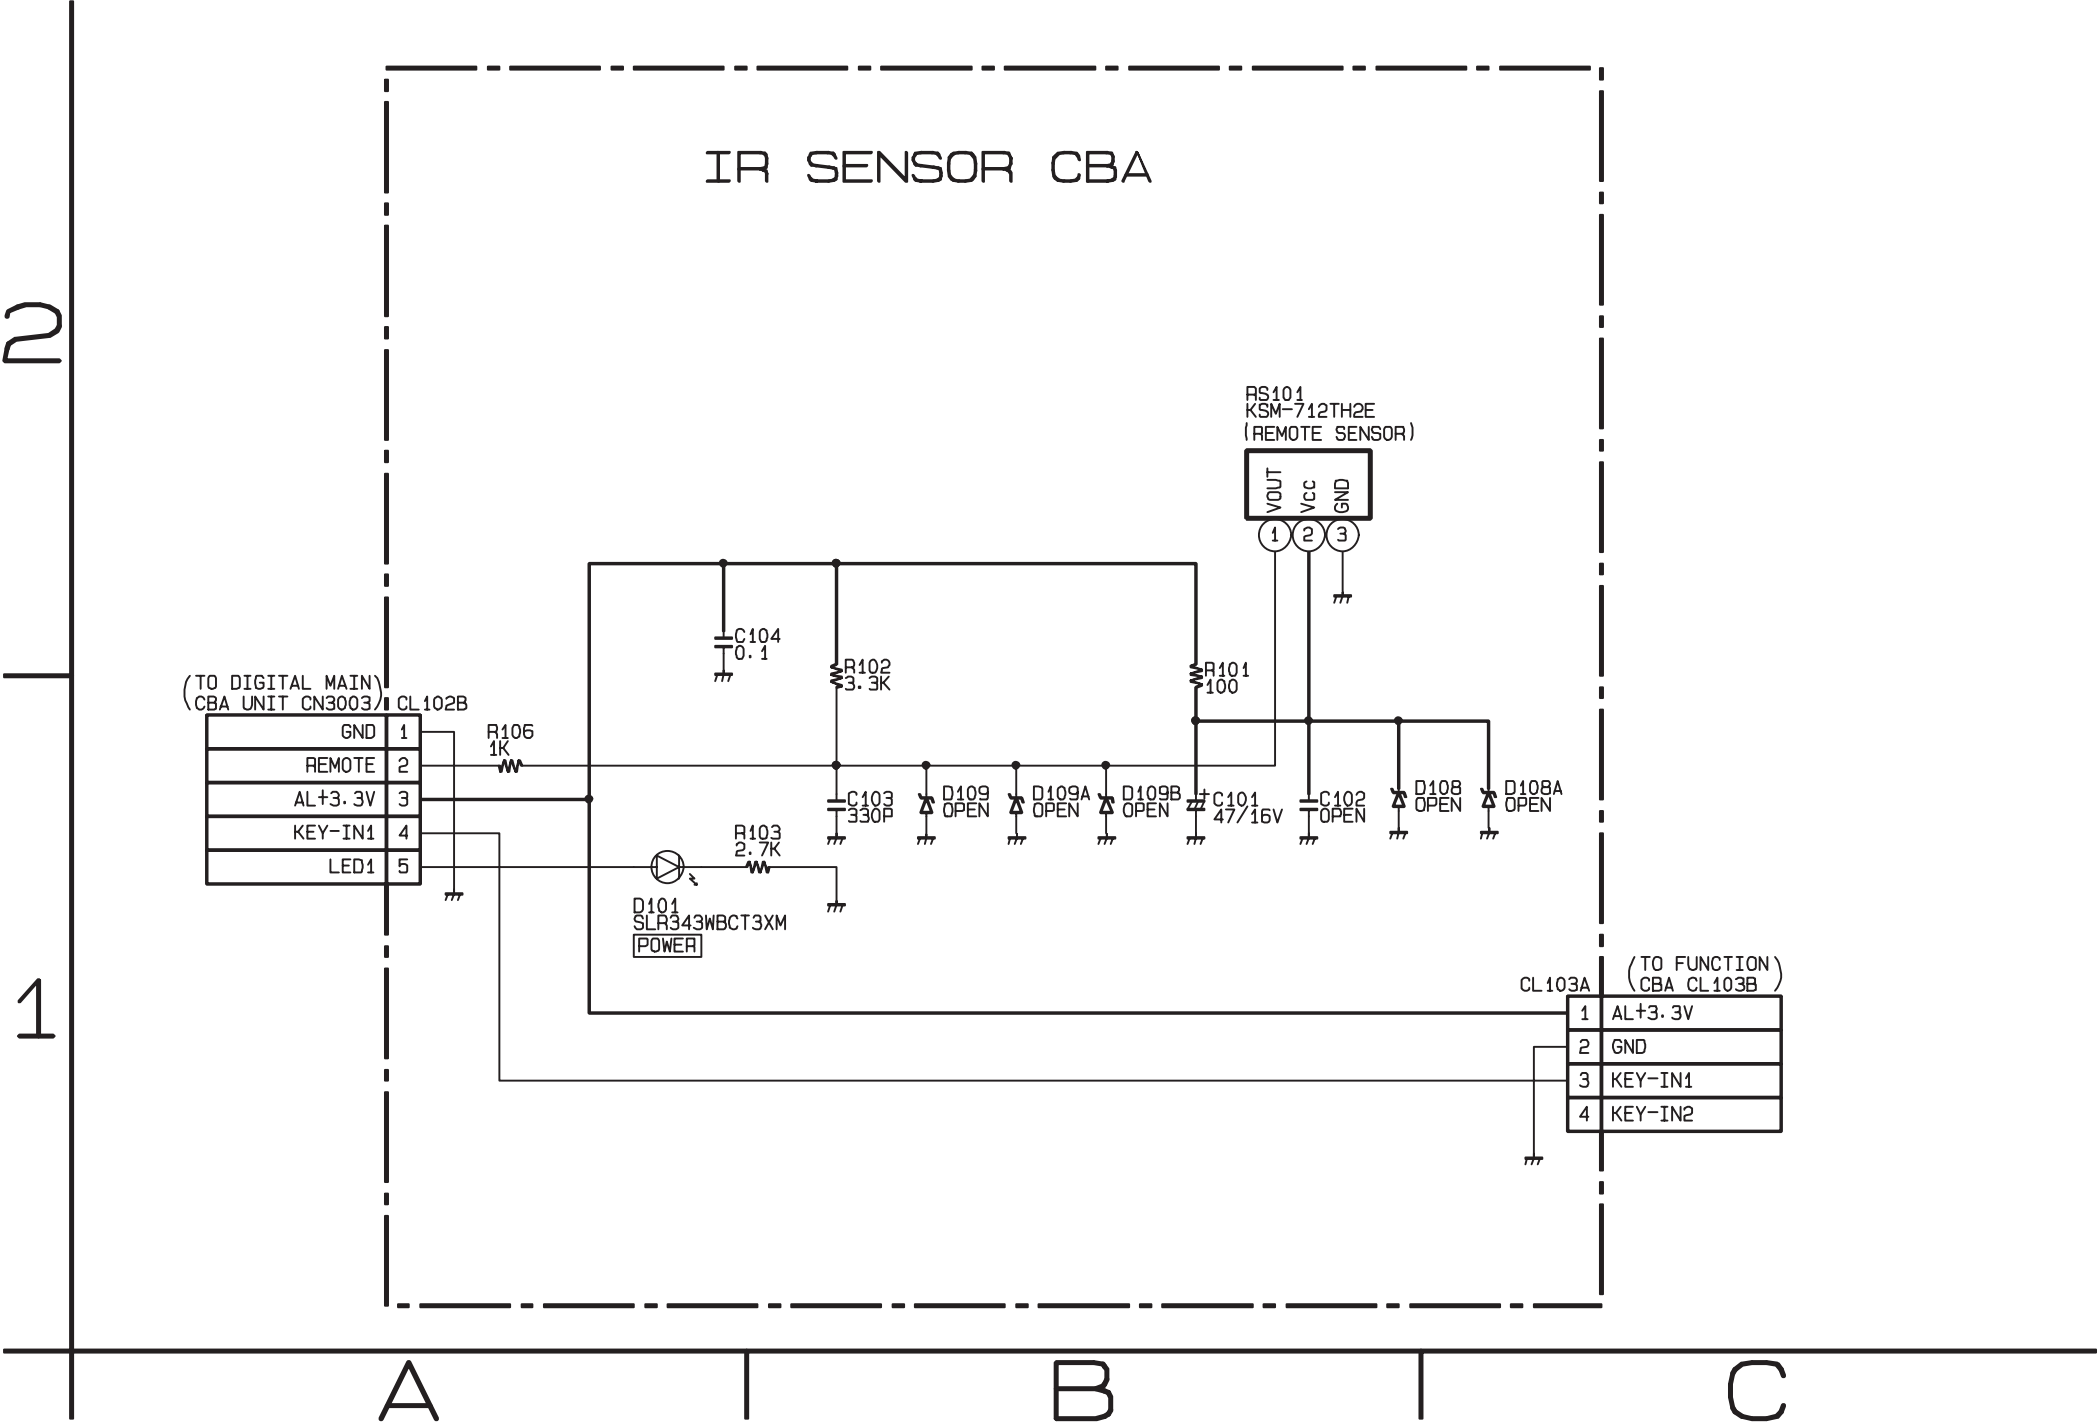 IR SENSOR CBA
2
RS101
KSM-712TH2E
(REMOTE SENSOR)
VOUT
Vcc
GND
1
2
3
C104
0.1
R102
3.3K
R101
100
(TO DIGITAL MAIN
CBA UNIT CN3003)
CL102B
GND 1
REMOTE 2
AL+3.3V 3
KEY-IN1 4
LED1 5
R106
1K
C103
330P
D109
OPEN
D109A
OPEN
D109B
OPEN
+
C101
47/16V
C102
OPEN
D108
OPEN
D108A
OPEN
R103
2.7K
D101
SLR343WBCT3XM
POWER
1
CL103A
(TO FUNCTION
CBA CL103B)
1 AL+3.3V
2 GND
3 KEY-IN1
4 KEY-IN2
A
B
C